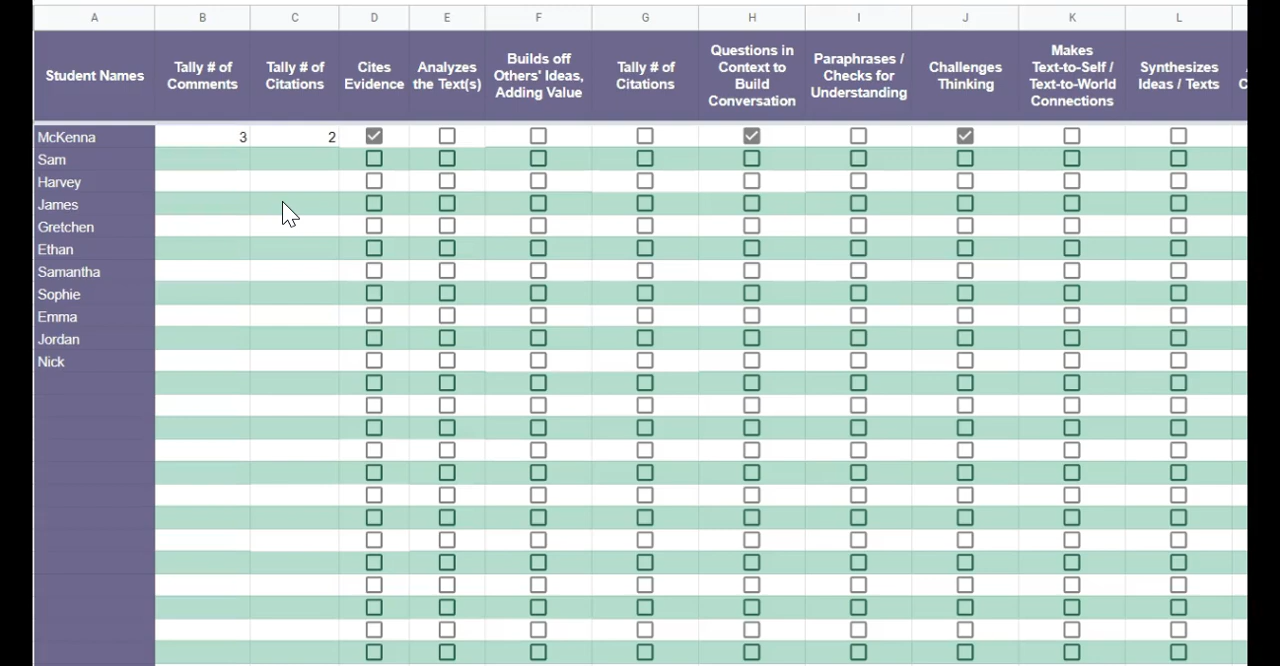 A B C D E F G H I J K L
Student Names
Tally # of
Comments
Tally # of
Citations
Cites
Evidence
Analyzes
the Text(s)
Builds off
Others' Ideas,
Adding Value
Tally # of
Citations
Questions in
Context to
Build
Conversation
Paraphrases /
Checks for
Understanding
Challenges
Thinking
Makes
Text-to-Self /
Text-to-World
Connections
Synthesizes
Ideas / Texts
McKenna 3 2
Sam
Harvey
James
Gretchen
Ethan
Samantha
Sophie
Emma
Jordan
Nick